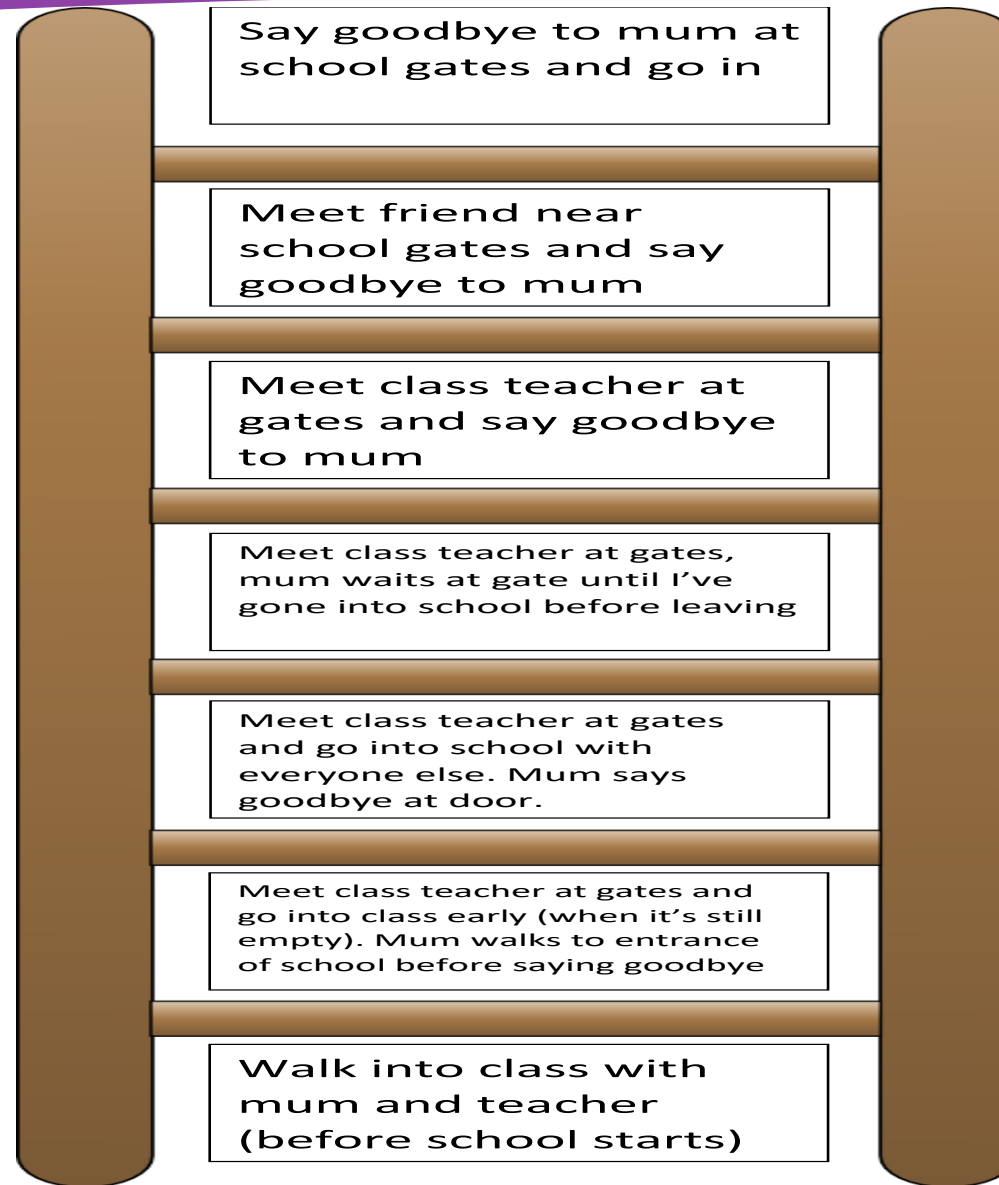 Say goodbye to mum at
school gates and go in
Meet friend near
school gates and say
goodbye to mum
Meet class teacher at
gates and say goodbye
to mum
Meet class teacher at gates,
mum waits at gate until I’ve
gone into school before leaving
Meet class teacher at gates
and go into school with
everyone else. Mum says
goodbye at door.
Meet class teacher at gates and
go into class early (when it’s still
empty). Mum walks to entrance
of school before saying goodbye
Walk into class with
mum and teacher
(before school starts)